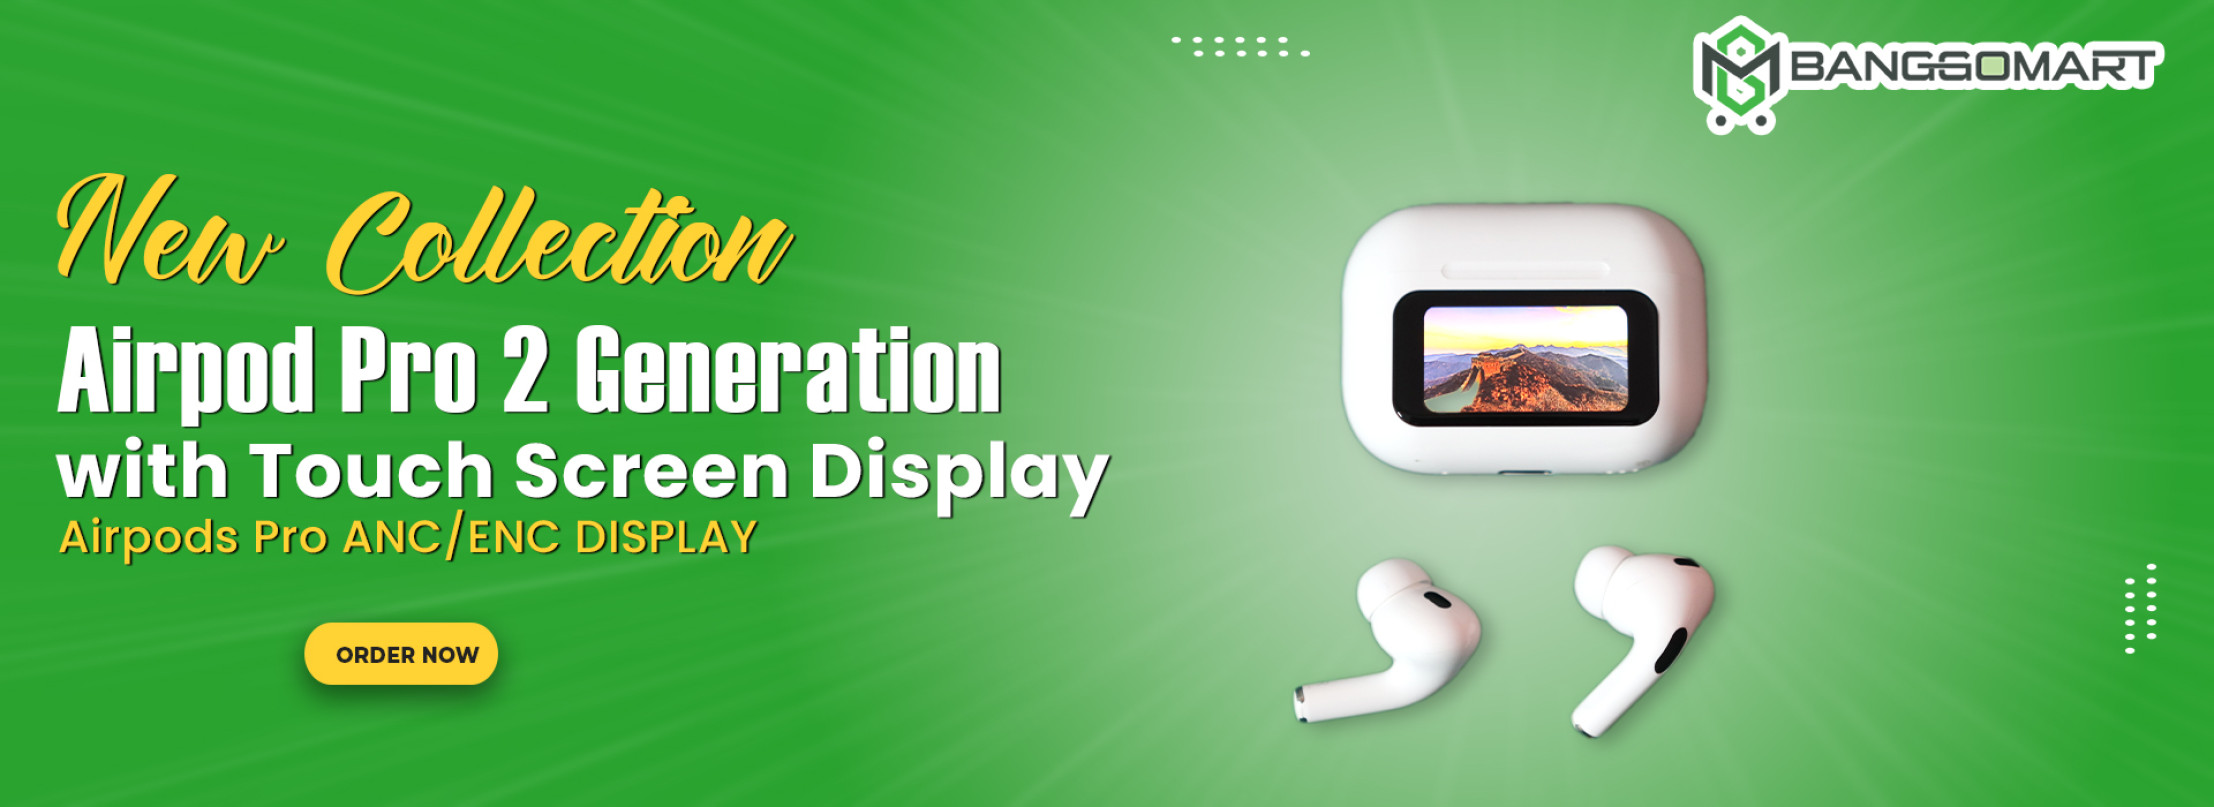 BANGGOMART
New Collection
Airpod Pro 2 Generation
with Touch Screen Display
Airpods Pro ANC/ENC DISPLAY
ORDER NOW